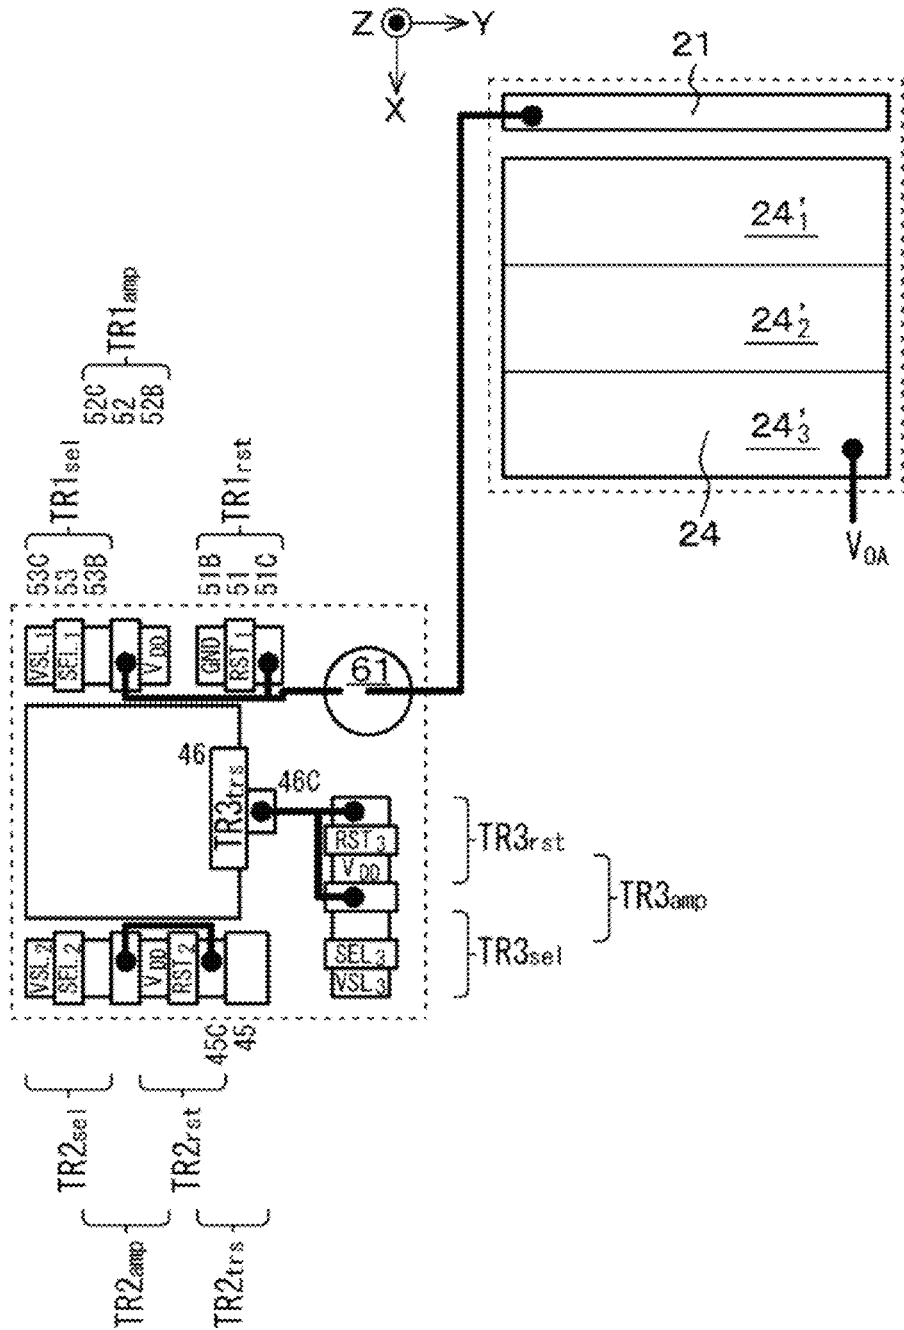 Z
Y
X
21
24'1
24'2
24'3
24
VOA
TR1amp
52C
52
52B
TR1sel
53C
53
53B
TR1rst
51B
51
51C
VSL1
SEL1
VDD
GND
RST1
61
46
TR3trs
46C
RST3
VDD
SEL3
VSL3
TR3rst
TR3amp
TR3sel
VSL2
SEL2
VDD
RST2
45C
45
TR2sel
TR2rst
TR2amp
TR2trs